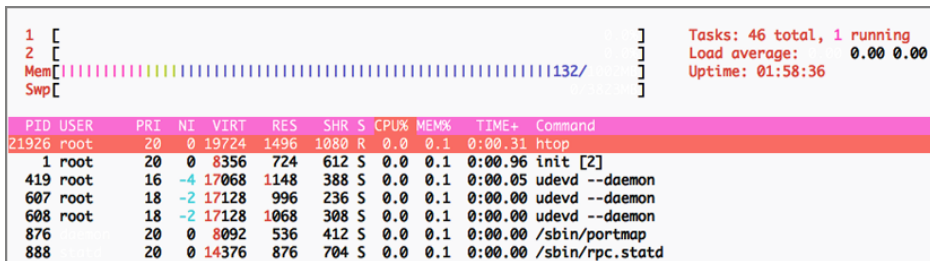 1 [ 0.0%] Tasks: 46 total, 1 running
2 [ 0.0%] Load average: 0.00 0.00
Mem[||||||||||||||||||||||||||||||||||||||||||||||||||||||||||||132/ ] Uptime: 01:58:36
Swp[ ]
PID USER PRI NI VIRT RES SHR S CPU% MEM% TIME+ Command
21926 root 20 0 19724 1496 1080 R 0.0 0.1 0:00.31 htop
1 root 20 0 8356 724 612 S 0.0 0.1 0:00.96 init [2]
419 root 16 -4 17068 1148 388 S 0.0 0.1 0:00.05 udevd --daemon
607 root 18 -2 17128 996 236 S 0.0 0.1 0:00.00 udevd --daemon
608 root 18 -2 17128 1068 308 S 0.0 0.1 0:00.00 udevd --daemon
876 daemon 20 0 8092 536 412 S 0.0 0.1 0:00.00 /sbin/portmap
888 statd 20 0 14376 876 704 S 0.0 0.1 0:00.00 /sbin/rpc.statd